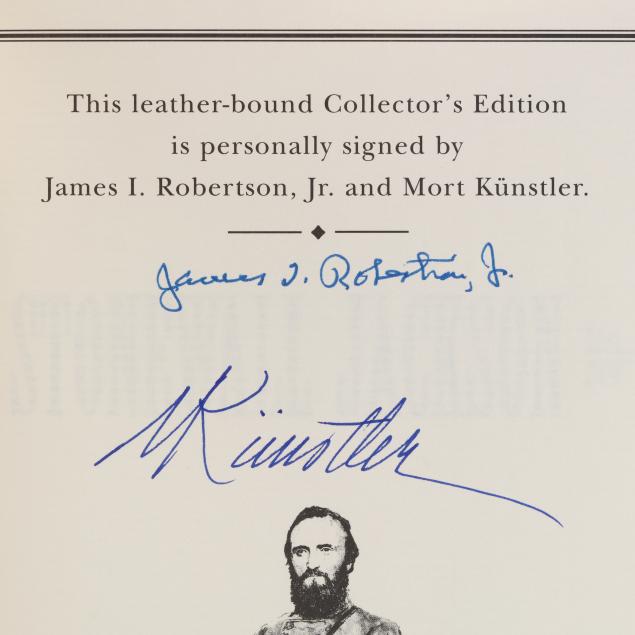 This leather-bound Collector's Edition
is personally signed by
James I. Robertson, Jr. and Mort Künstler.
James I. Robertson, Jr.
MKünstler